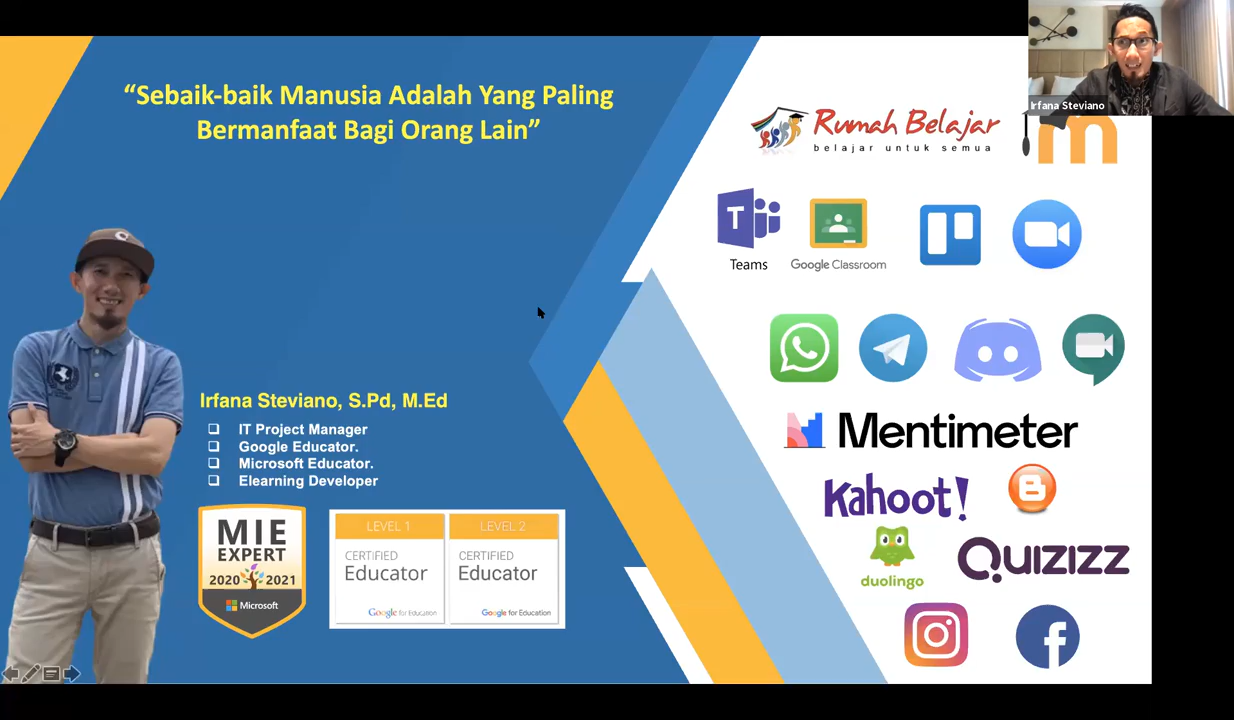 “Sebaik-baik Manusia Adalah Yang Paling
Bermanfaat Bagi Orang Lain”
Irfana Steviano
Rumah Belajar
belajar untuk semua
m
T
Teams
Google Classroom
Mentimeter
Kahoot!
B
duolingo
Quizizz
f
Irfana Steviano, S.Pd, M.Ed
IT Project Manager
Google Educator.
Microsoft Educator.
Elearning Developer
MIE
EXPERT
2020 2021
Microsoft
LEVEL 1
CERTIFIED
Educator
Google for Education
LEVEL 2
CERTIFIED
Educator
Google for Education